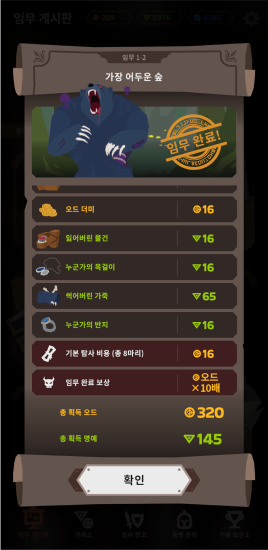 임무 게시판
임무 1-2
가장 어두운 숲
임무 완료!
오드 더미 16
잃어버린 물건 16
누군가의 목걸이 16
썩어버린 가죽 65
누군가의 반지 16
기본 탐사 비용 (총 8마리) 16
임무 완료 보상 오드
×10배
총 획득 오드 320
총 획득 명예 145
확인